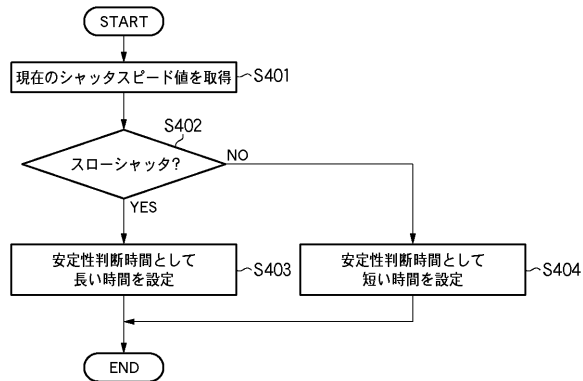 START
現在のシャッタスピード値を取得
S401
S402
スローシャッタ?
NO
YES
安定性判断時間として
長い時間を設定
S403
安定性判断時間として
短い時間を設定
S404
END